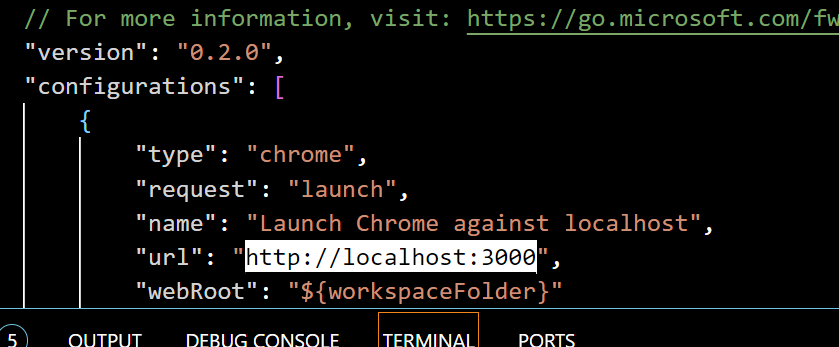 // For more information, visit: https://go.microsoft.com/fw
"version": "0.2.0",
"configurations": [
{
"type": "chrome",
"request": "launch",
"name": "Launch Chrome against localhost",
"url": "http://localhost:3000",
"webRoot": "${workspaceFolder}"
5 OUTPUT DEBUG CONSOLE TERMINAL PORTS